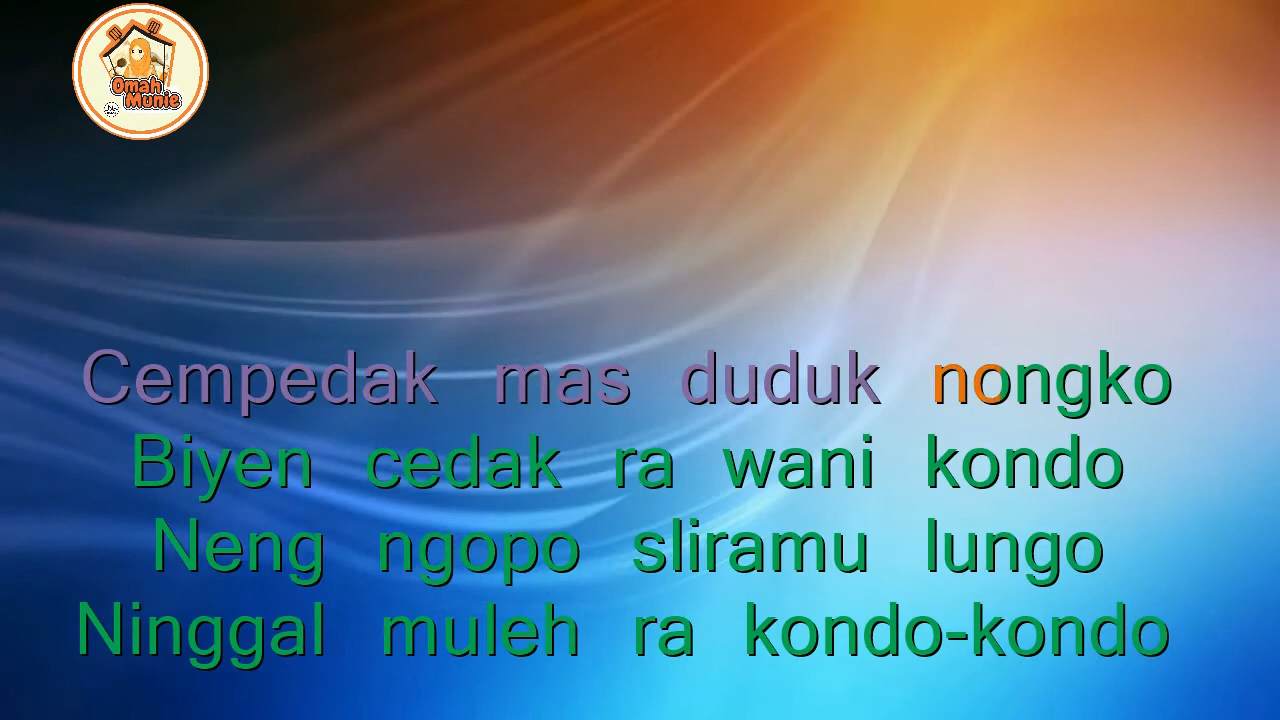 Omah
Munie
Cempedak mas duduk nongko
Biyen cedak ra wani kondo
Neng ngopo sliramu lungo
Ninggal muleh ra kondo-kondo